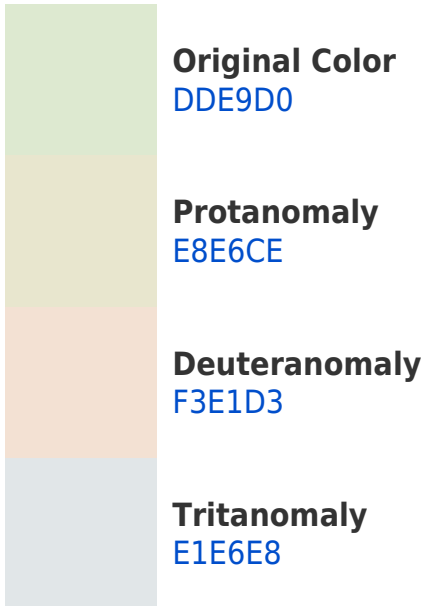 Original Color
DDE9D0
Protanomaly
E8E6CE
Deuteranomaly
F3E1D3
Tritanomaly
E1E6E8